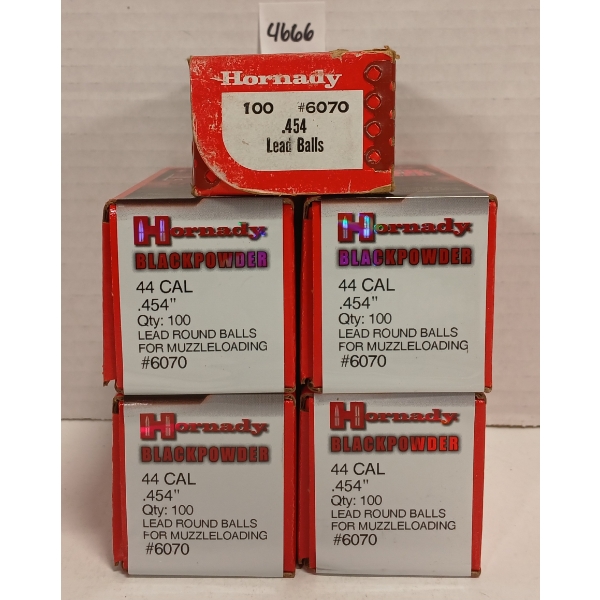 4666
Hornady
100 #6070
.454
Lead Balls
Hornady
BLACKPOWDER
44 CAL
.454"
Qty: 100
LEAD ROUND BALLS
FOR MUZZLELOADING
#6070
Hornady
BLACKPOWDER
44 CAL
.454"
Qty: 100
LEAD ROUND BALLS
FOR MUZZLELOADING
#6070
Hornady
BLACKPOWDER
44 CAL
.454"
Qty: 100
LEAD ROUND BALLS
FOR MUZZLELOADING
#6070
Hornady
BLACKPOWDER
44 CAL
.454"
Qty: 100
LEAD ROUND BALLS
FOR MUZZLELOADING
#6070